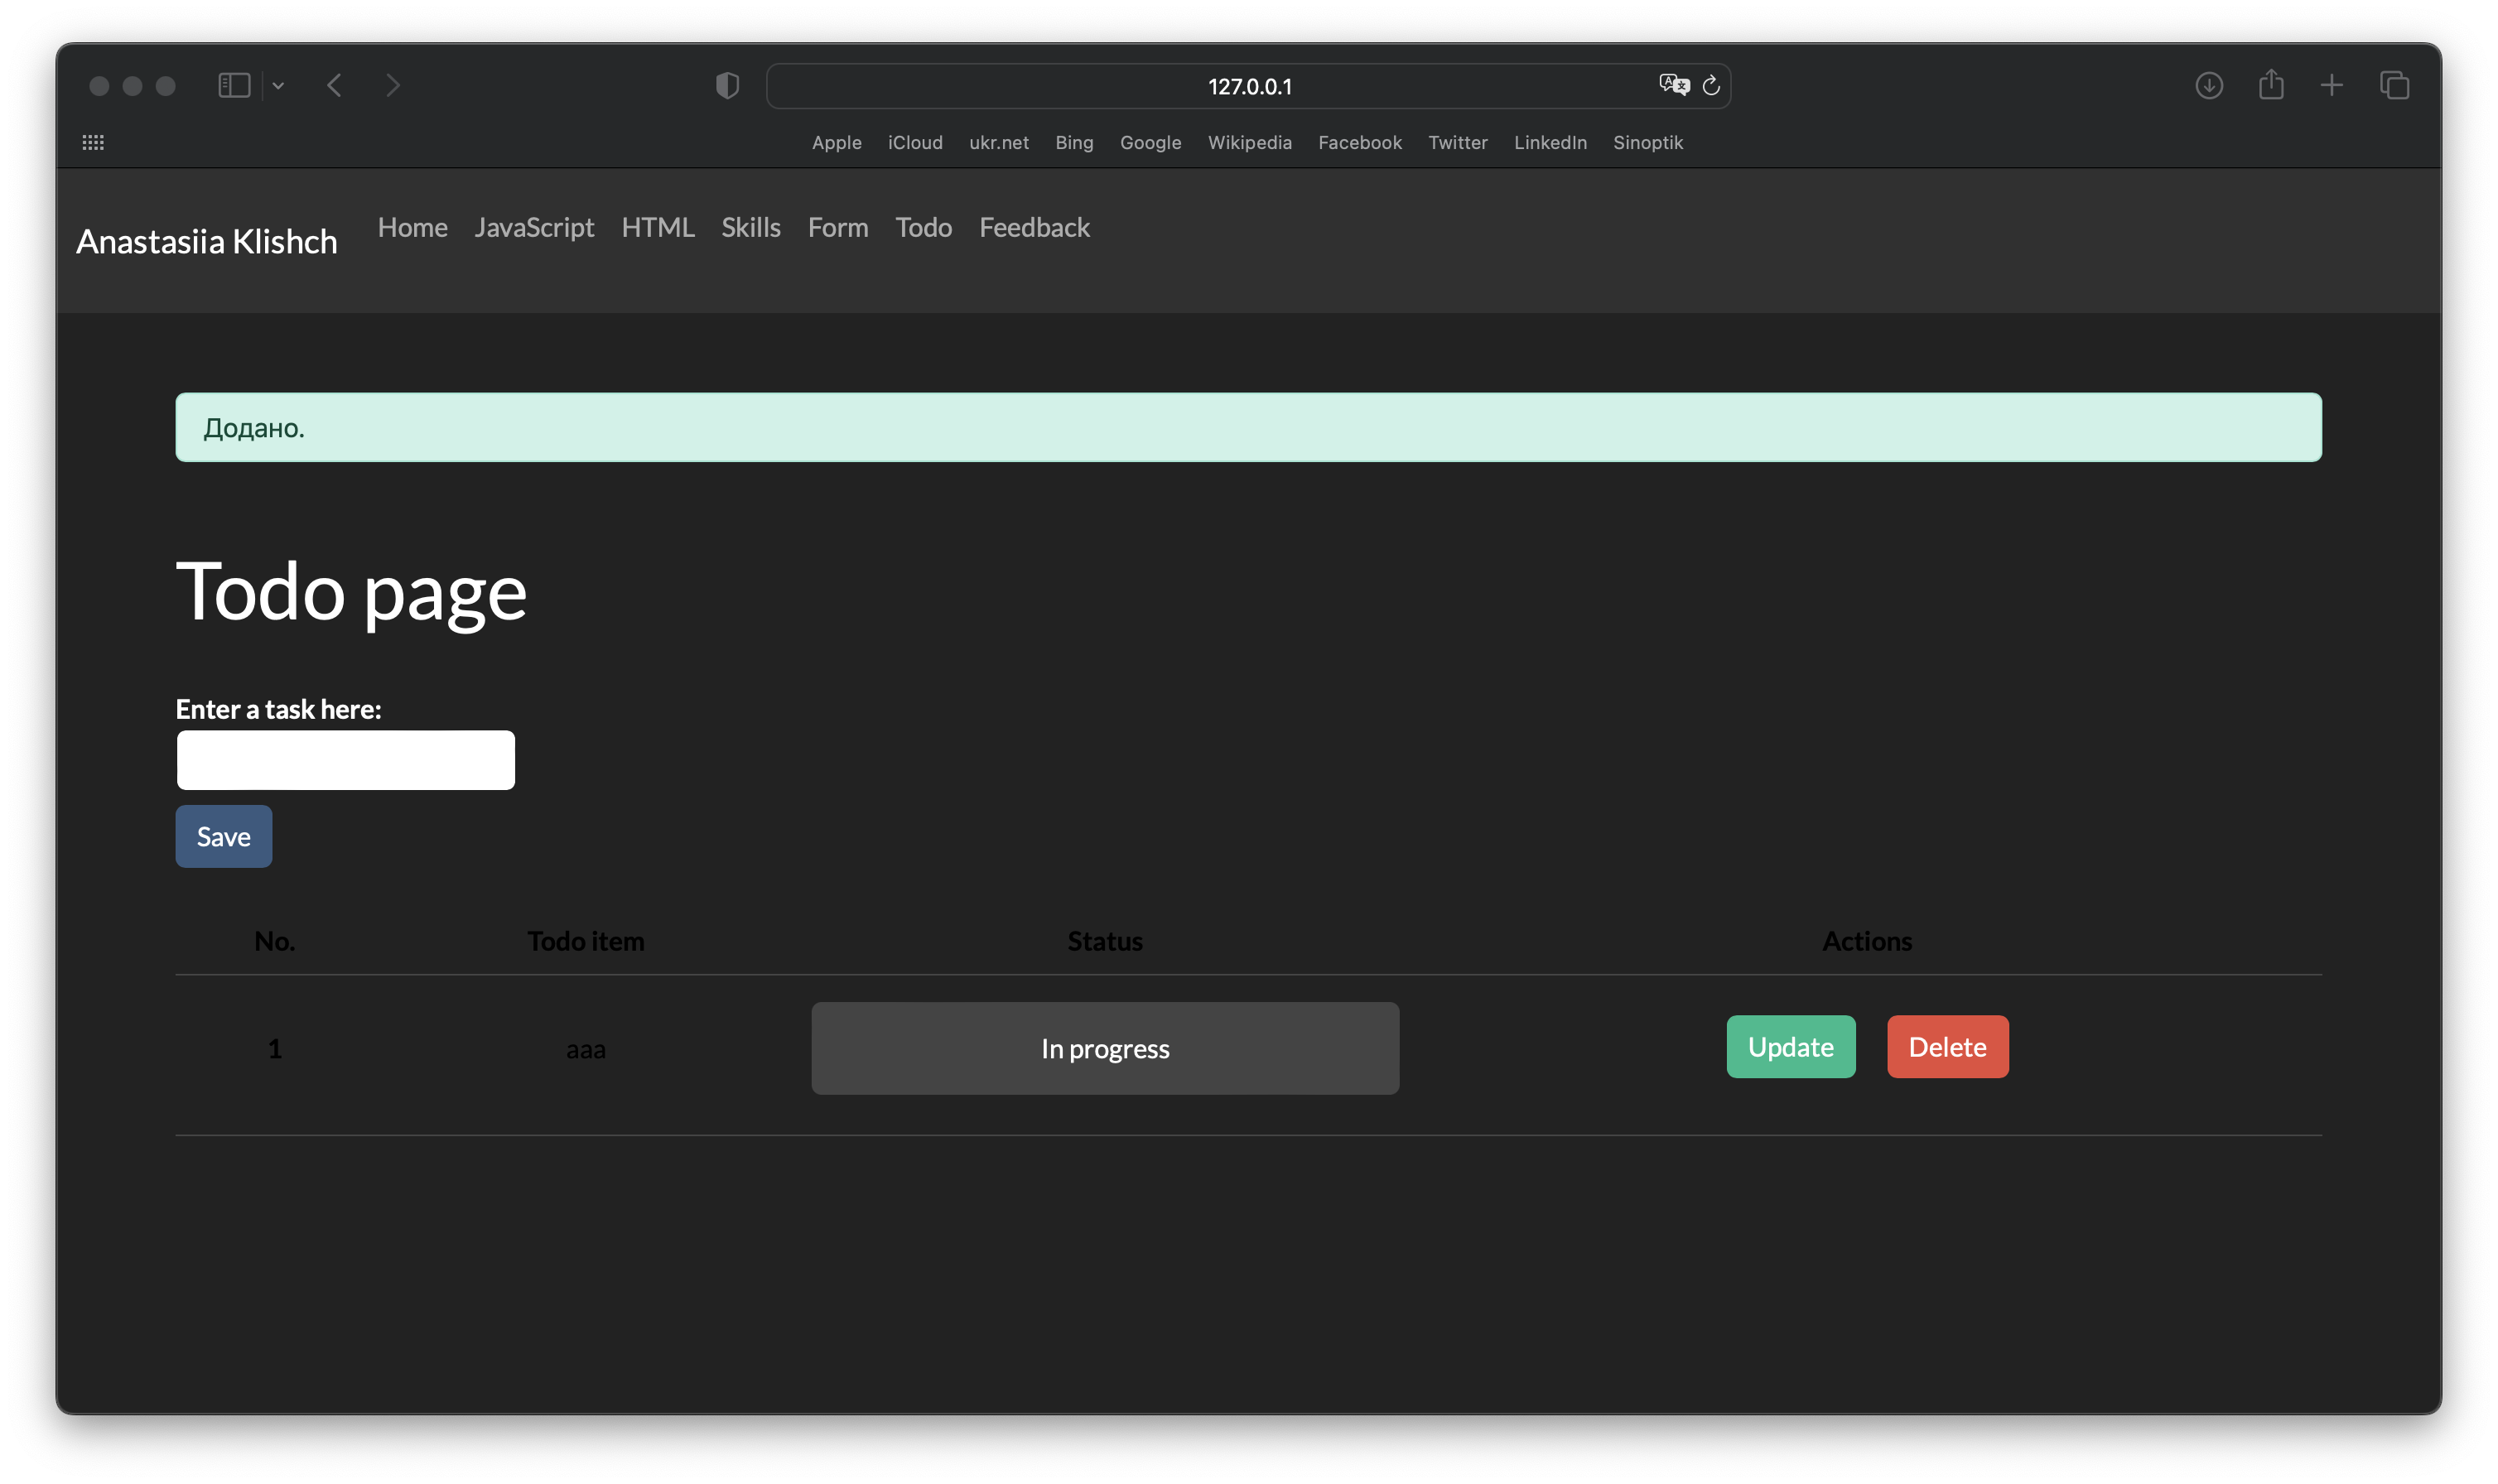 127.0.0.1
Apple iCloud ukr.net Bing Google Wikipedia Facebook Twitter LinkedIn Sinoptik
Anastasiia Klishch Home JavaScript HTML Skills Form Todo Feedback
Додано.
Todo page
Enter a task here:
Save
No. Todo item Status Actions
1 aaa In progress Update Delete